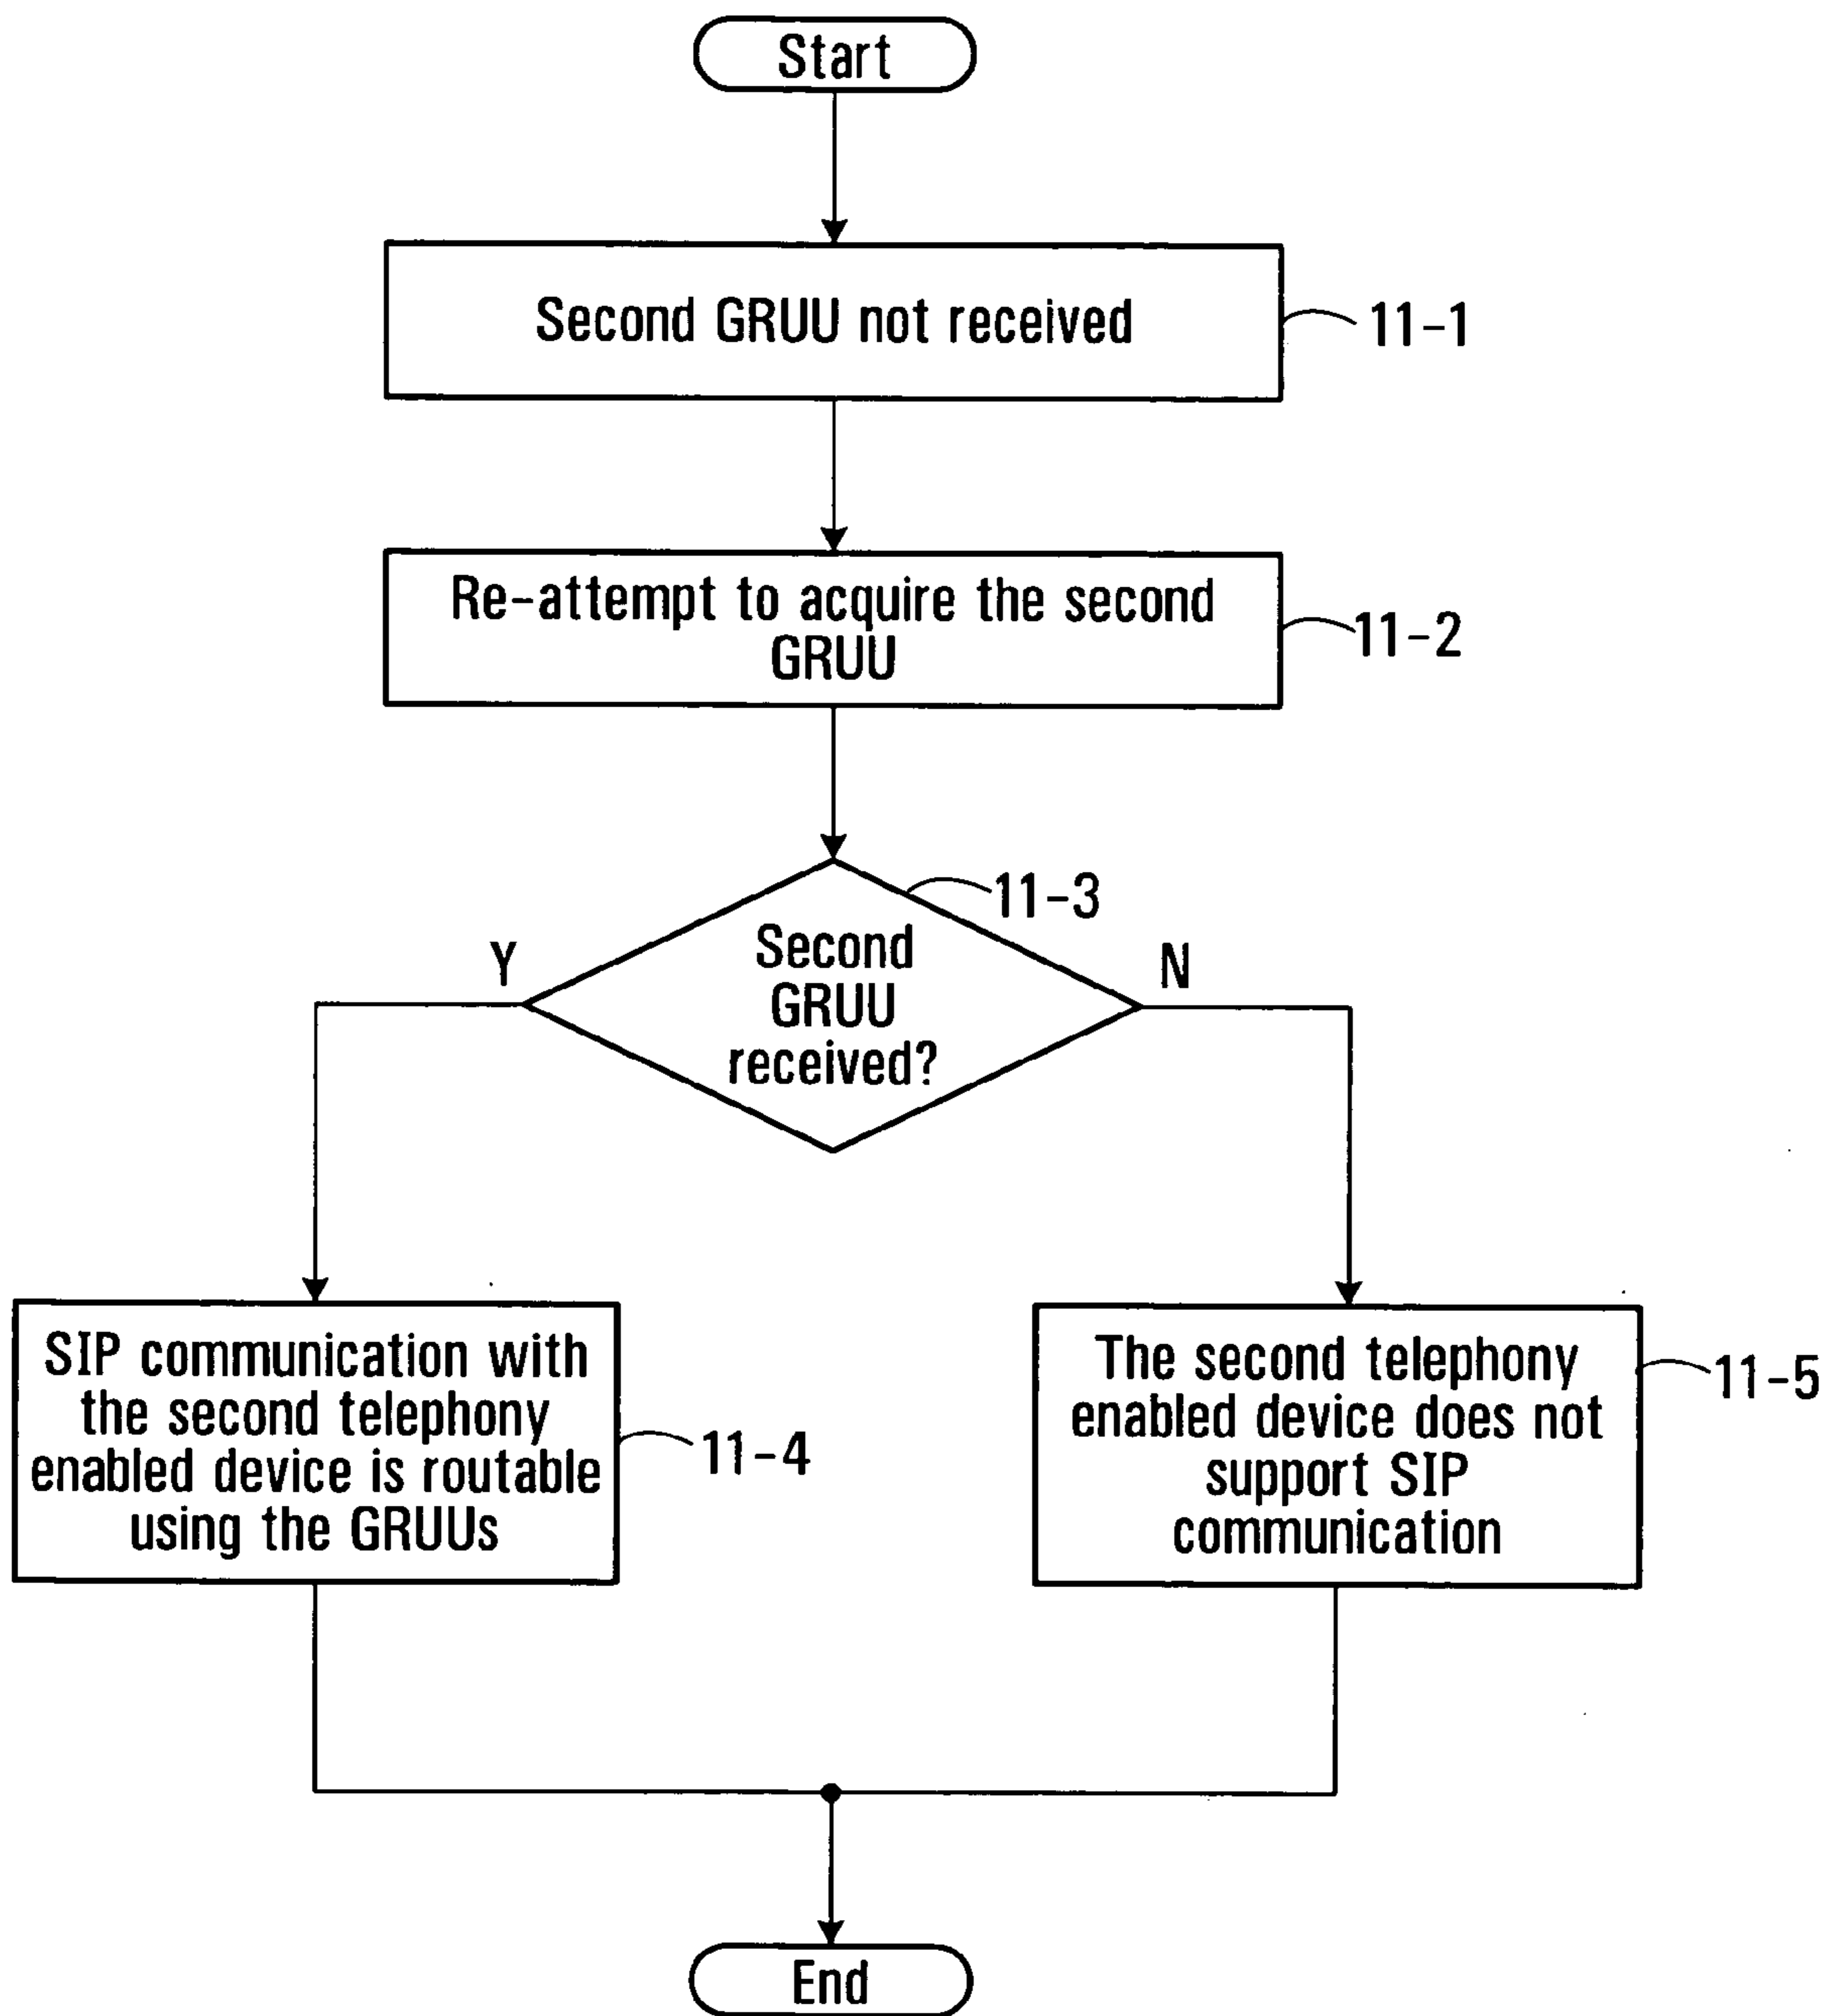 Start
Second GRUU not received
11-1
Re-attempt to acquire the second
GRUU
11-2
11-3
Second
GRUU
received?
Y
N
SIP communication with
the second telephony
enabled device is routable
using the GRUUs
11-4
The second telephony
enabled device does not
support SIP
communication
11-5
End